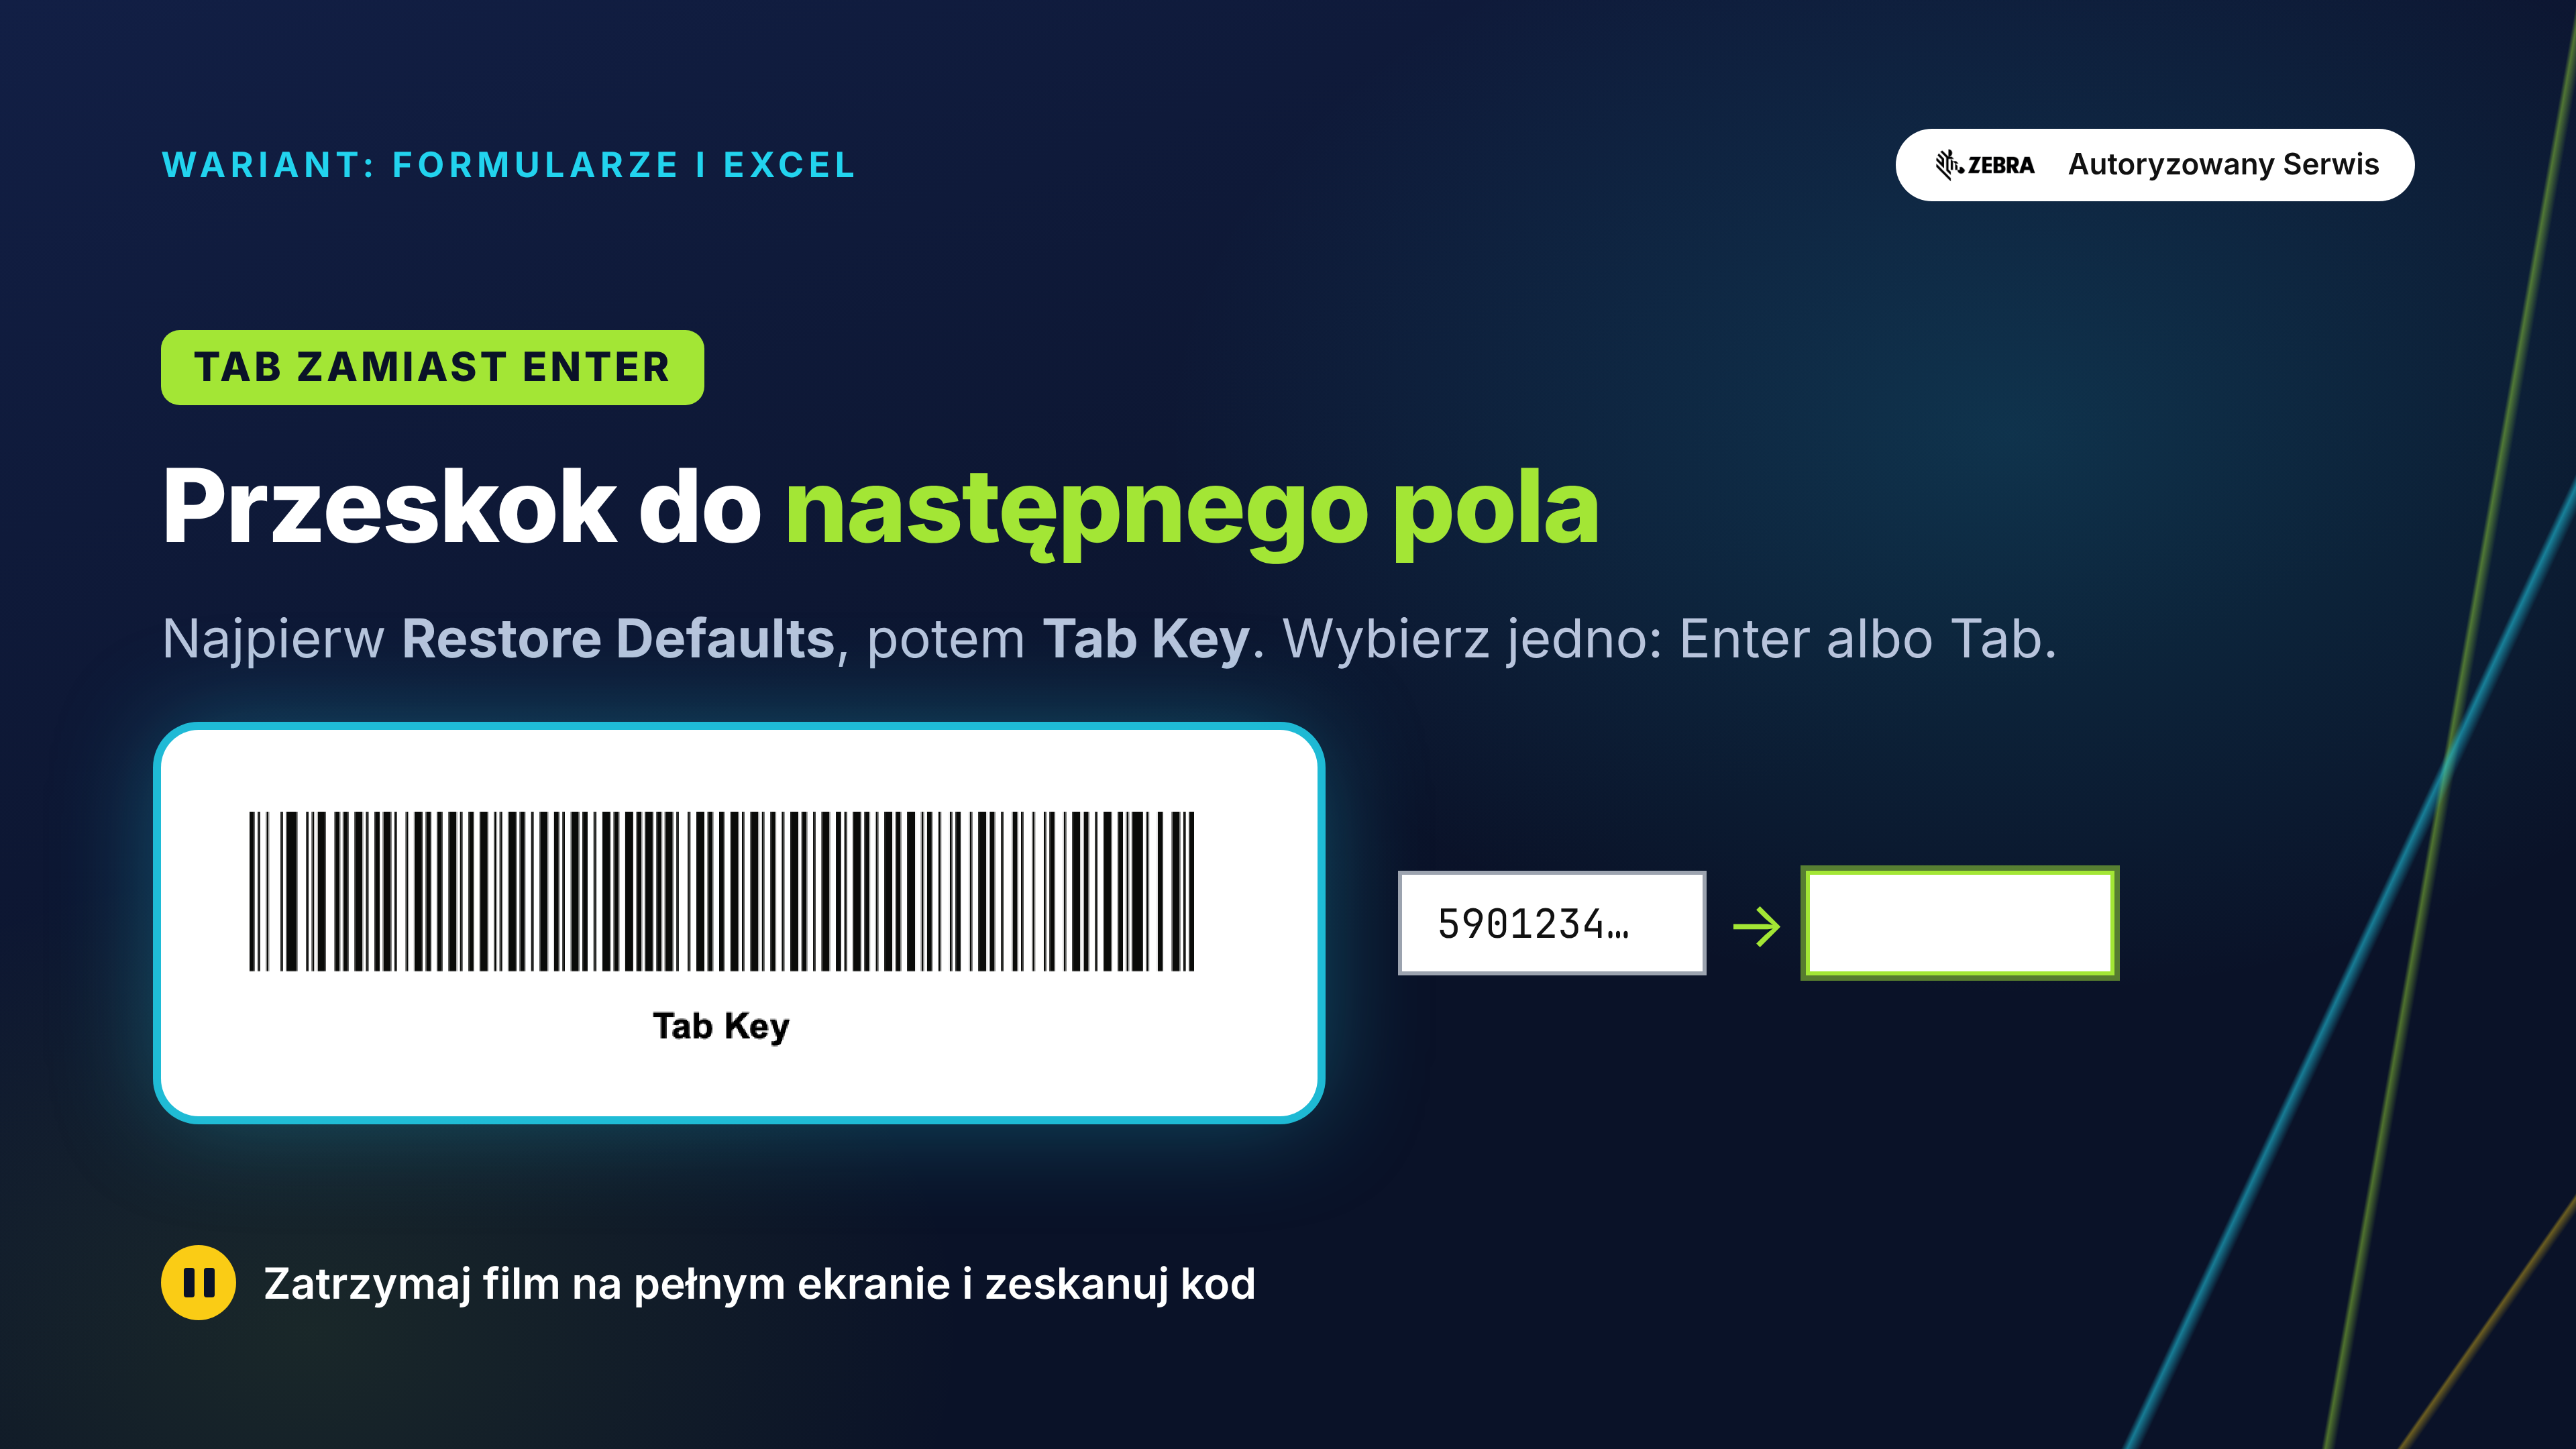 WARIANT: FORMULARZE I EXCEL
ZEBRA Autoryzowany Serwis
TAB ZAMIAST ENTER
Przeskok do następnego pola
Najpierw Restore Defaults, potem Tab Key. Wybierz jedno: Enter albo Tab.
5901234…
Tab Key
Zatrzymaj film na pełnym ekranie i zeskanuj kod